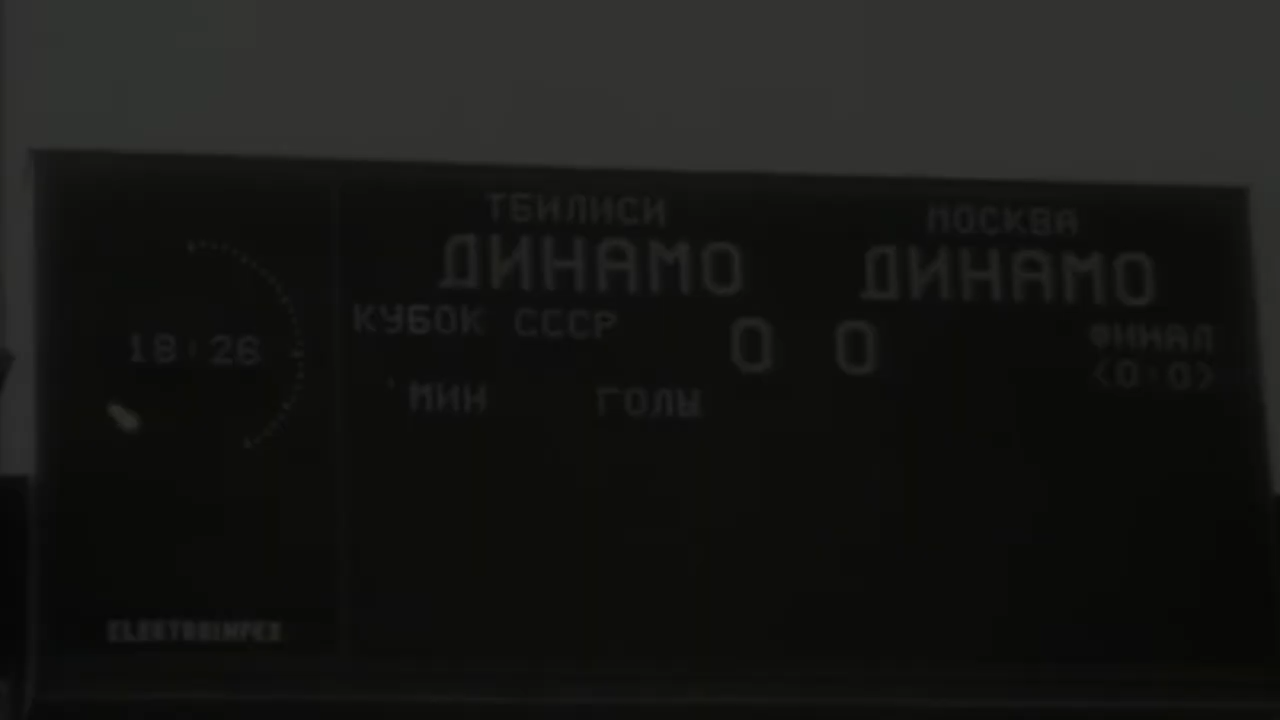 ТБИЛИСИ МОСКВА
ДИНАМО ДИНАМО
КУБОК СССР 0 0 ФИНАЛ
18:26 (0:0)
МИН ГОЛЫ
ELEKTROIMPEX